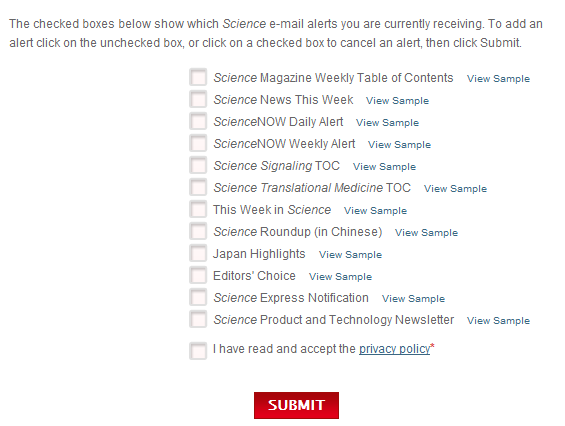 The checked boxes below show which Science e-mail alerts you are currently receiving. To add an
alert click on the unchecked box, or click on a checked box to cancel an alert, then click Submit.
Science Magazine Weekly Table of Contents View Sample
Science News This Week View Sample
ScienceNOW Daily Alert View Sample
ScienceNOW Weekly Alert View Sample
Science Signaling TOC View Sample
Science Translational Medicine TOC View Sample
This Week in Science View Sample
Science Roundup (in Chinese) View Sample
Japan Highlights View Sample
Editors' Choice View Sample
Science Express Notification View Sample
Science Product and Technology Newsletter View Sample
I have read and accept the privacy policy*
SUBMIT